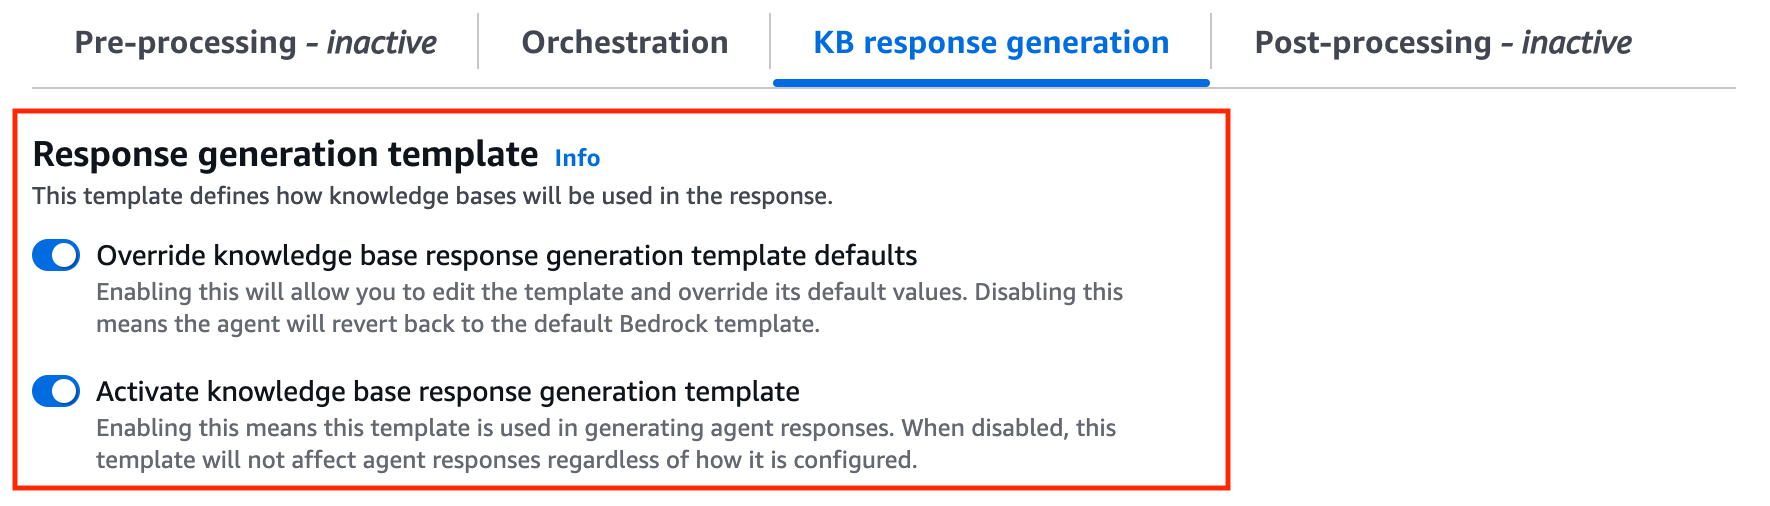 Pre-processing - inactive
Orchestration
KB response generation
Post-processing - inactive
Response generation template Info
This template defines how knowledge bases will be used in the response.
Override knowledge base response generation template defaults
Enabling this will allow you to edit the template and override its default values. Disabling this
means the agent will revert back to the default Bedrock template.
Activate knowledge base response generation template
Enabling this means this template is used in generating agent responses. When disabled, this
template will not affect agent responses regardless of how it is configured.